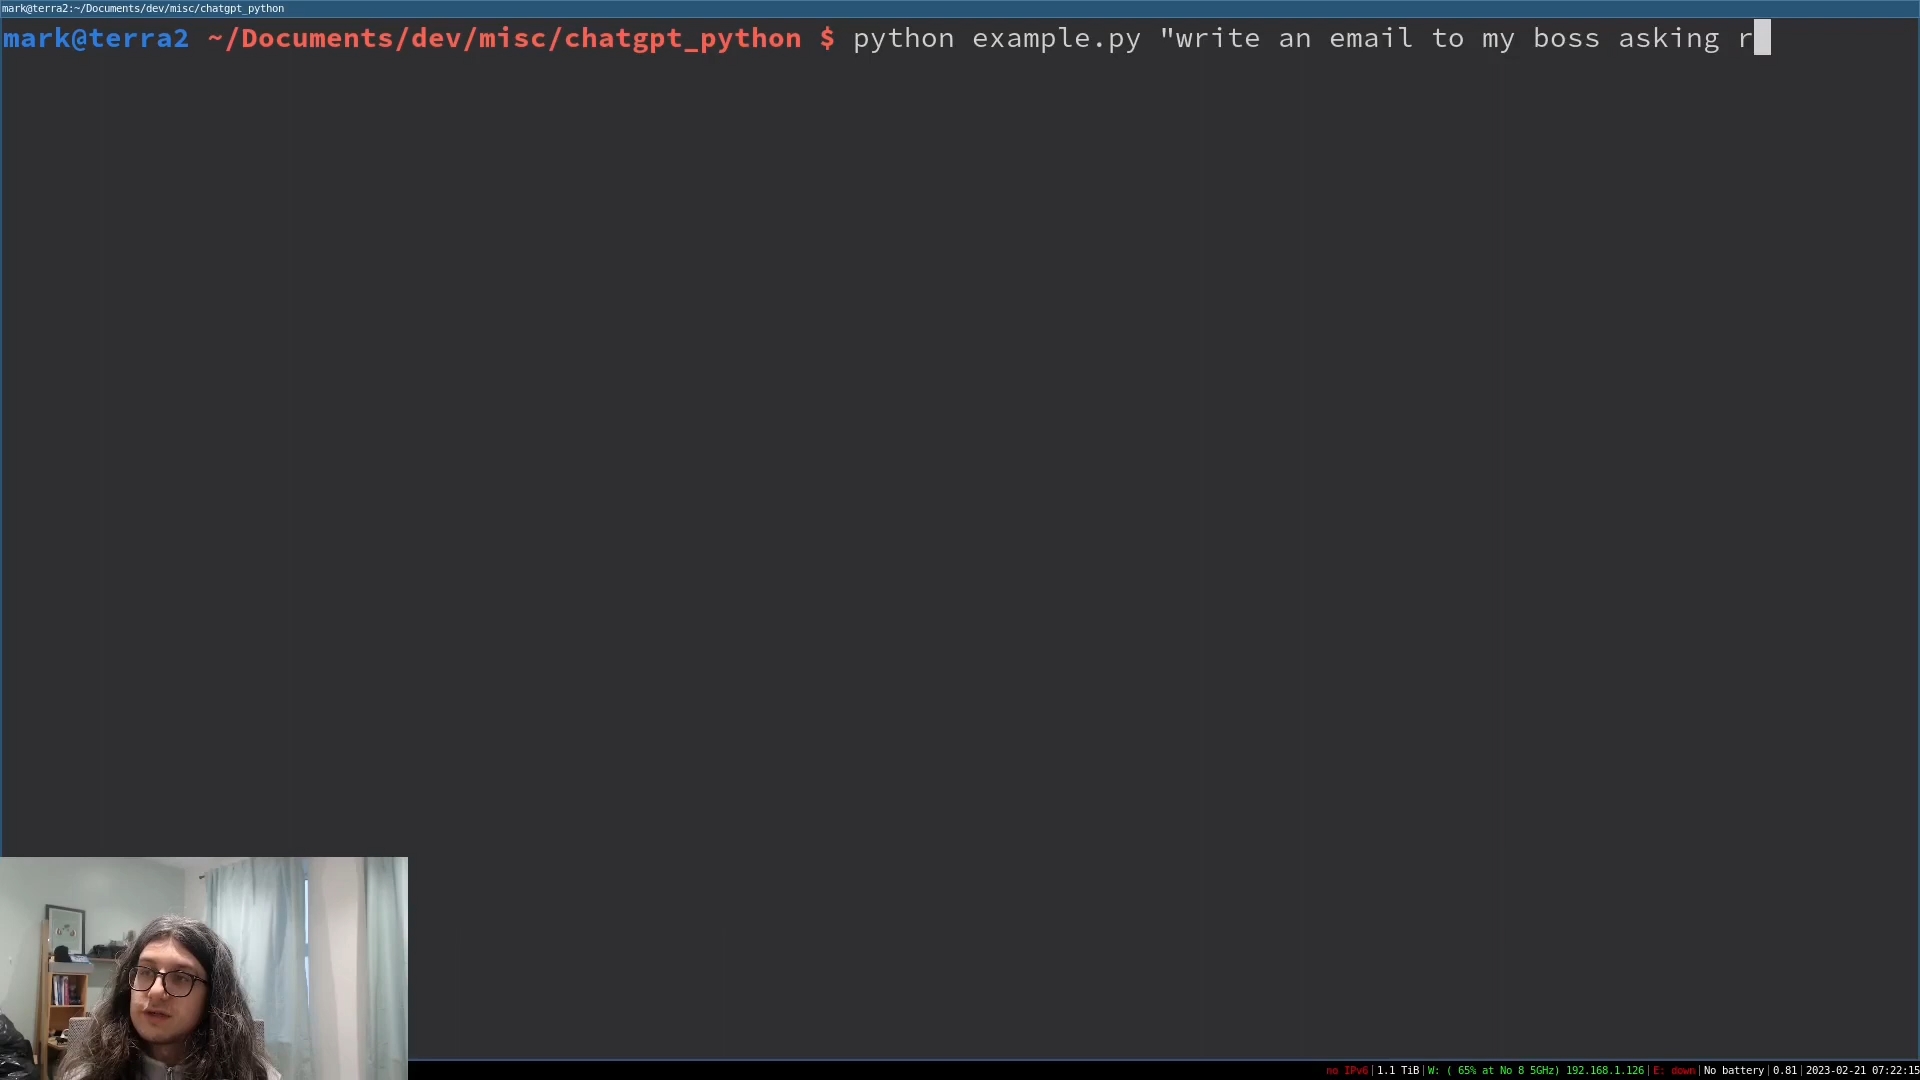 mark@terra2:~/Documents/dev/misc/chatgpt_python
mark@terra2 ~/Documents/dev/misc/chatgpt_python $ python example.py "write an email to my boss asking r
no IPv6|1.1 TiB|W: ( 65% at No 8 5GHz) 192.168.1.126|E: down|No battery|0.81|2023-02-21 07:22:15